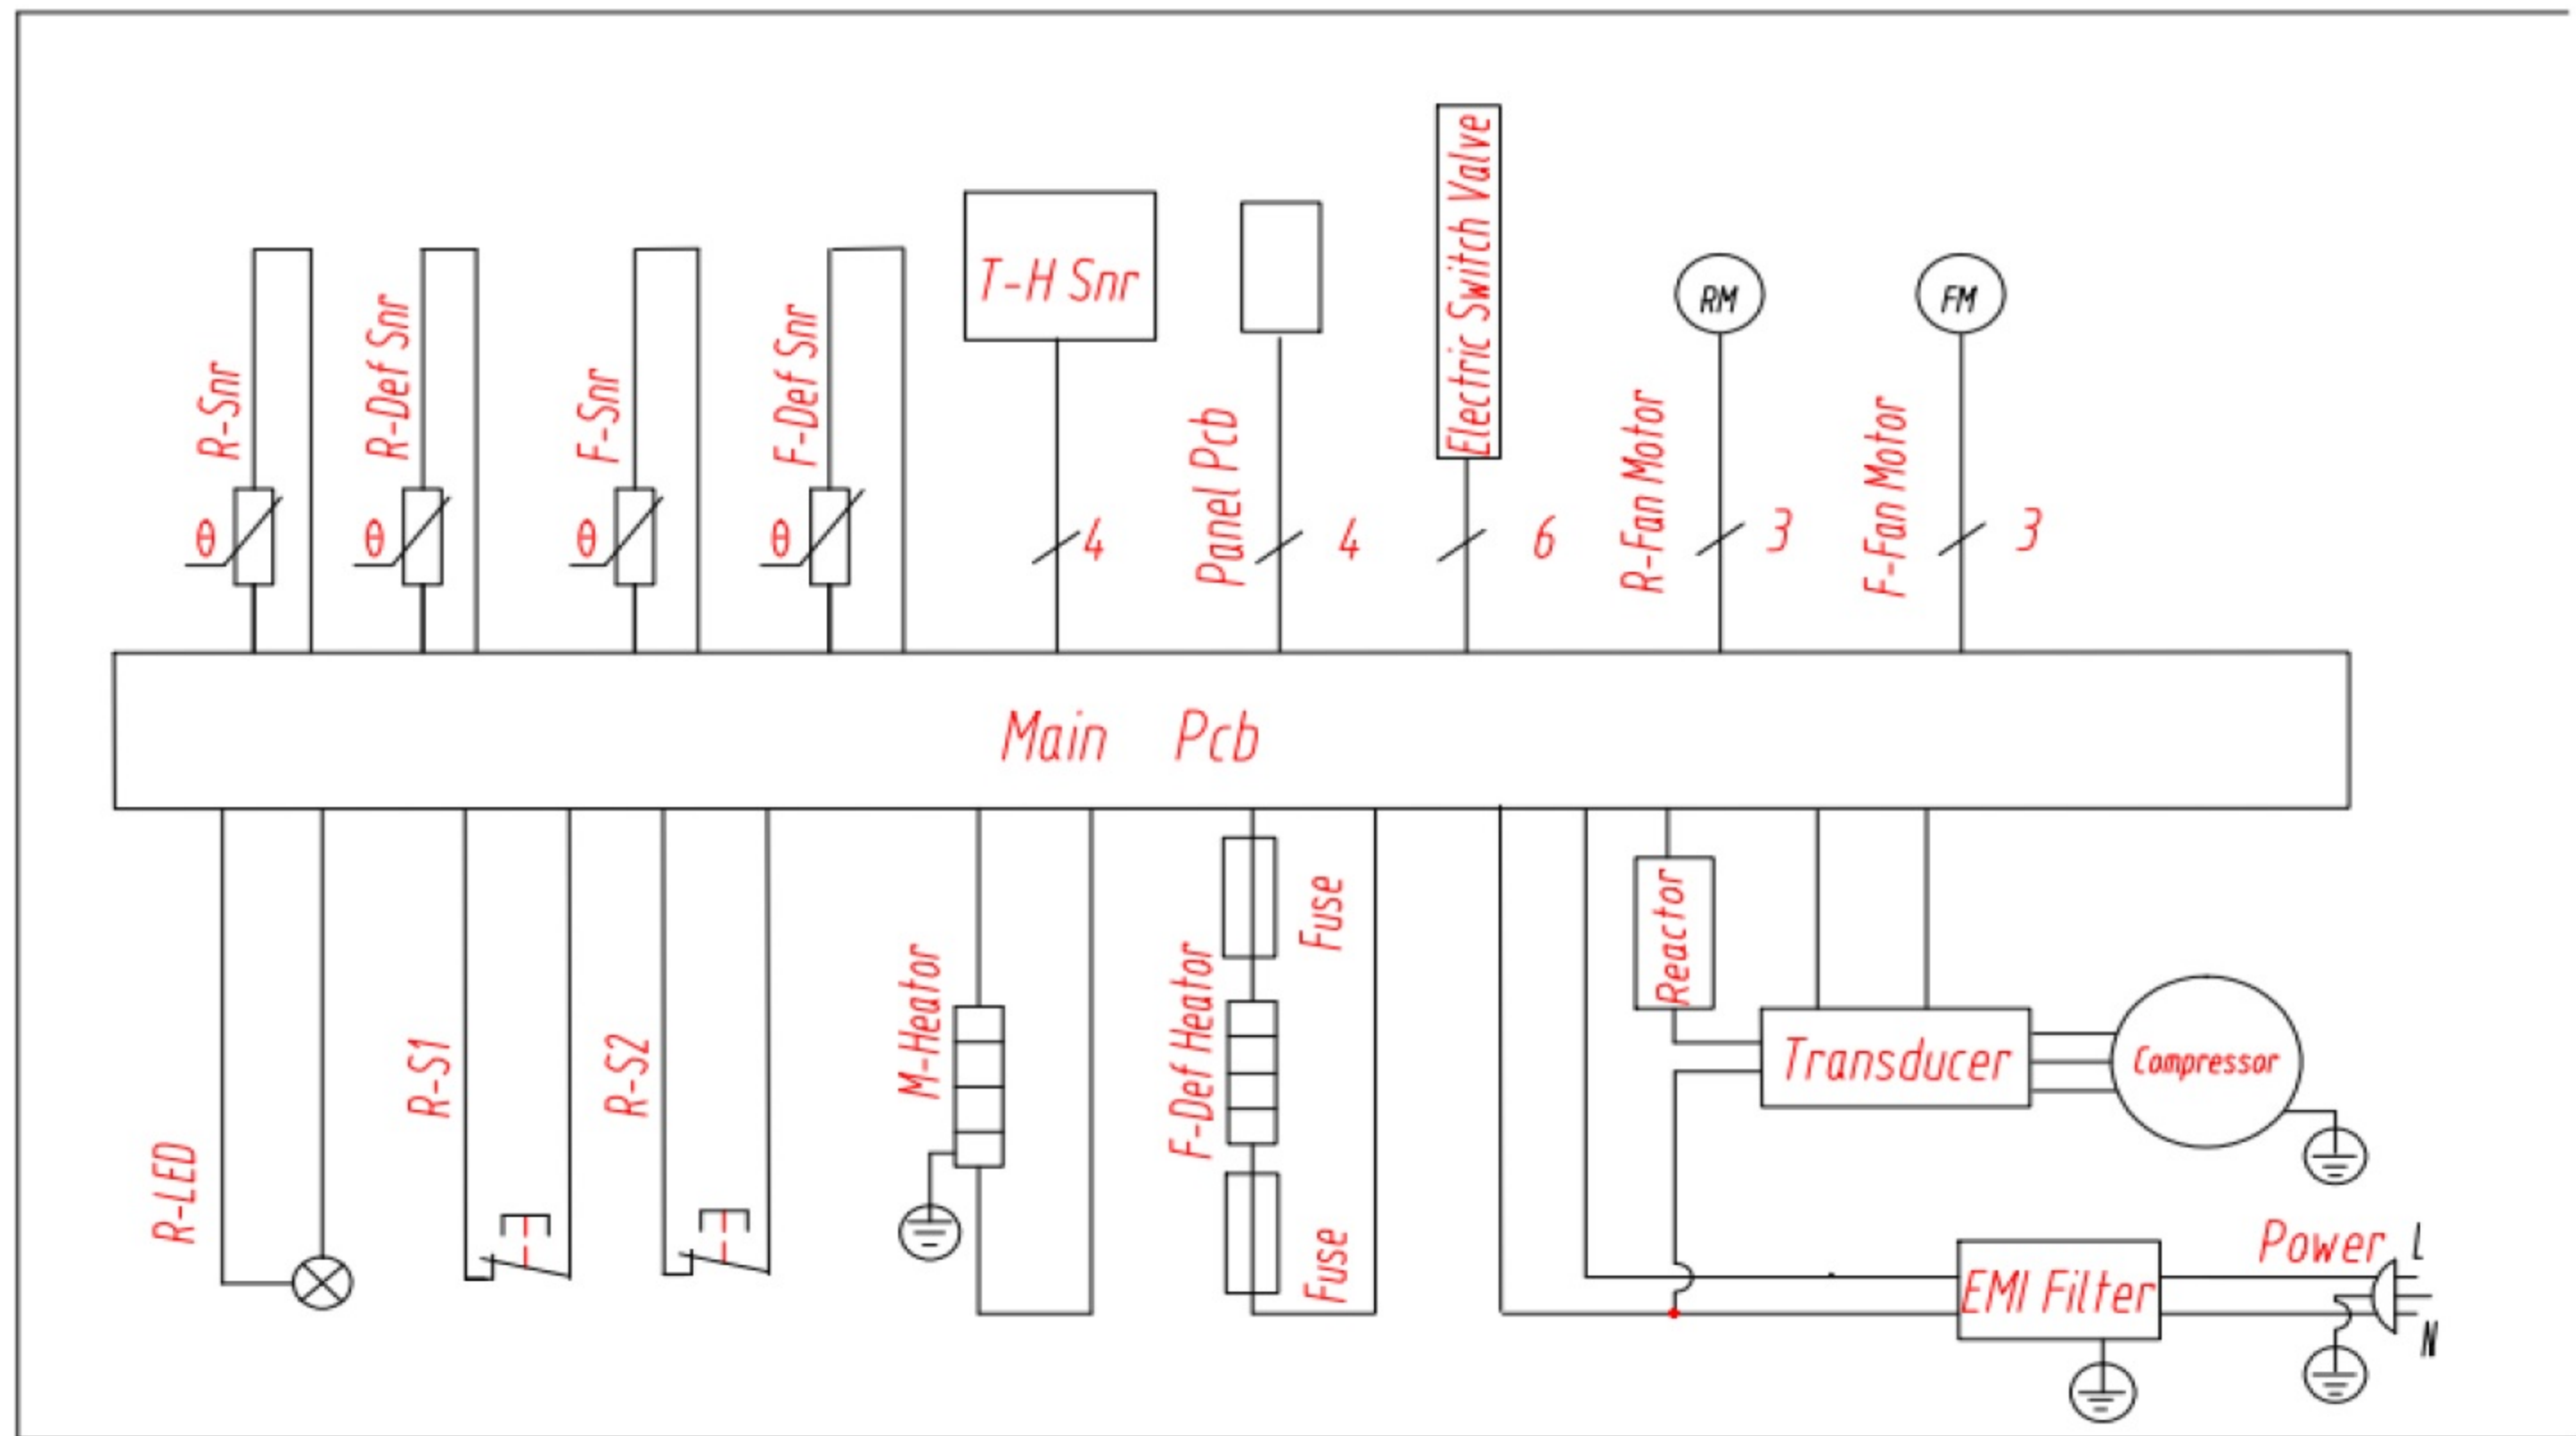 R-Snr
R-Def Snr
F-Snr
F-Def Snr
T-H Snr
Panel Pcb
Electric Switch Valve
R-Fan Motor
RM
F-Fan Motor
FM
θ
θ
θ
θ
4
4
6
3
3
Main Pcb
R-LED
R-S1
R-S2
M-Heator
F-Def Heator
Fuse
Fuse
Reactor
Transducer
Compressor
EMI Filter
Power
L
N